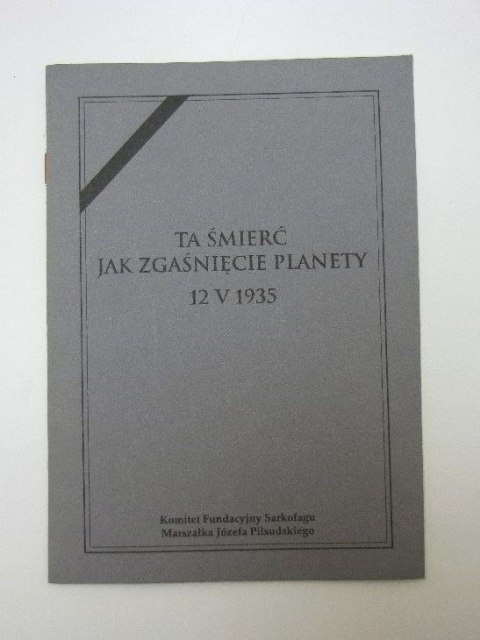 TA ŚMIERĆ
JAK ZGAŚNIĘCIE PLANETY
12 V 1935
Komitet Fundacyjny Sarkofagu
Marszałka Józefa Piłsudskiego